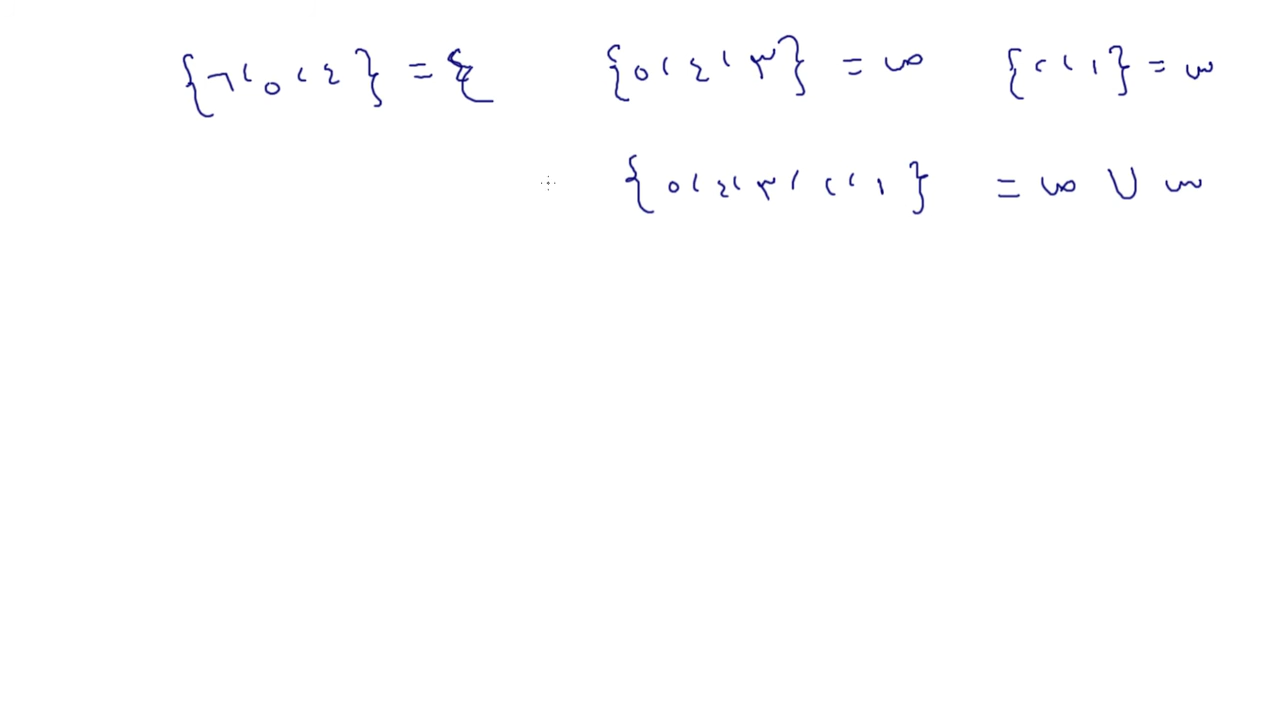 س = {١ ، ٢} ص = {٣ ، ٤ ، ٥} ع = {٤ ، ٥ ، ٦}
س ∪ ص = {١ ، ٢ ، ٣ ، ٤ ، ٥}